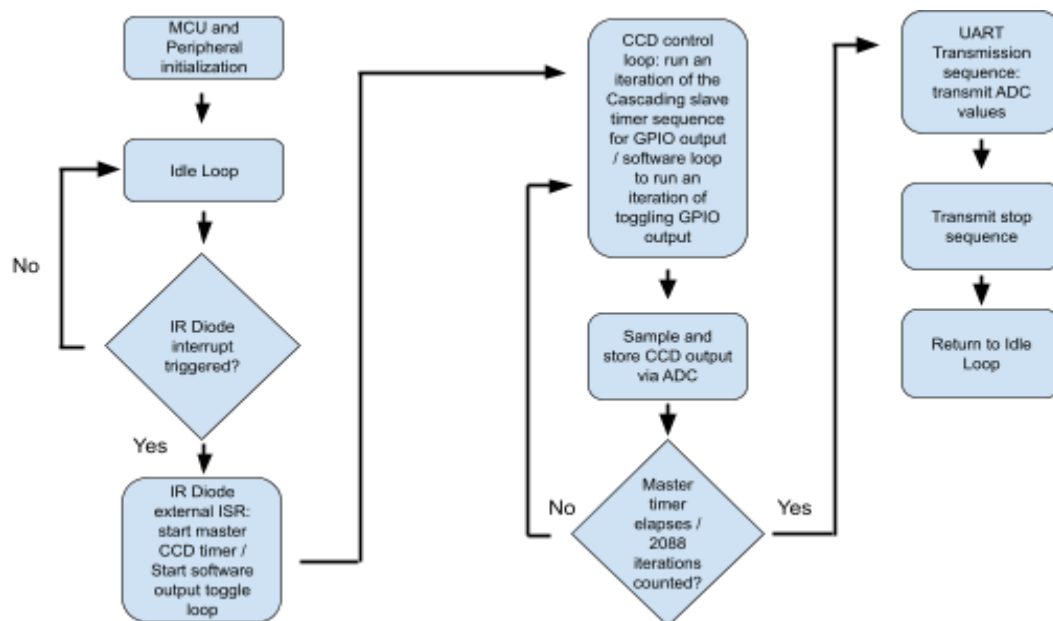 MCU and
Peripheral
initialization
Idle Loop
No
IR Diode
interrupt
triggered?
Yes
IR Diode
external ISR:
start master
CCD timer /
Start software
output toggle
loop
CCD control
loop: run an
iteration of the
Cascading slave
timer sequence
for GPIO output
/ software loop
to run an
iteration of
toggling GPIO
output
Sample and
store CCD output
via ADC
No
Master
timer
elapses /
2088
iterations
counted?
Yes
UART
Transmission
sequence:
transmit ADC
values
Transmit stop
sequence
Return to Idle
Loop